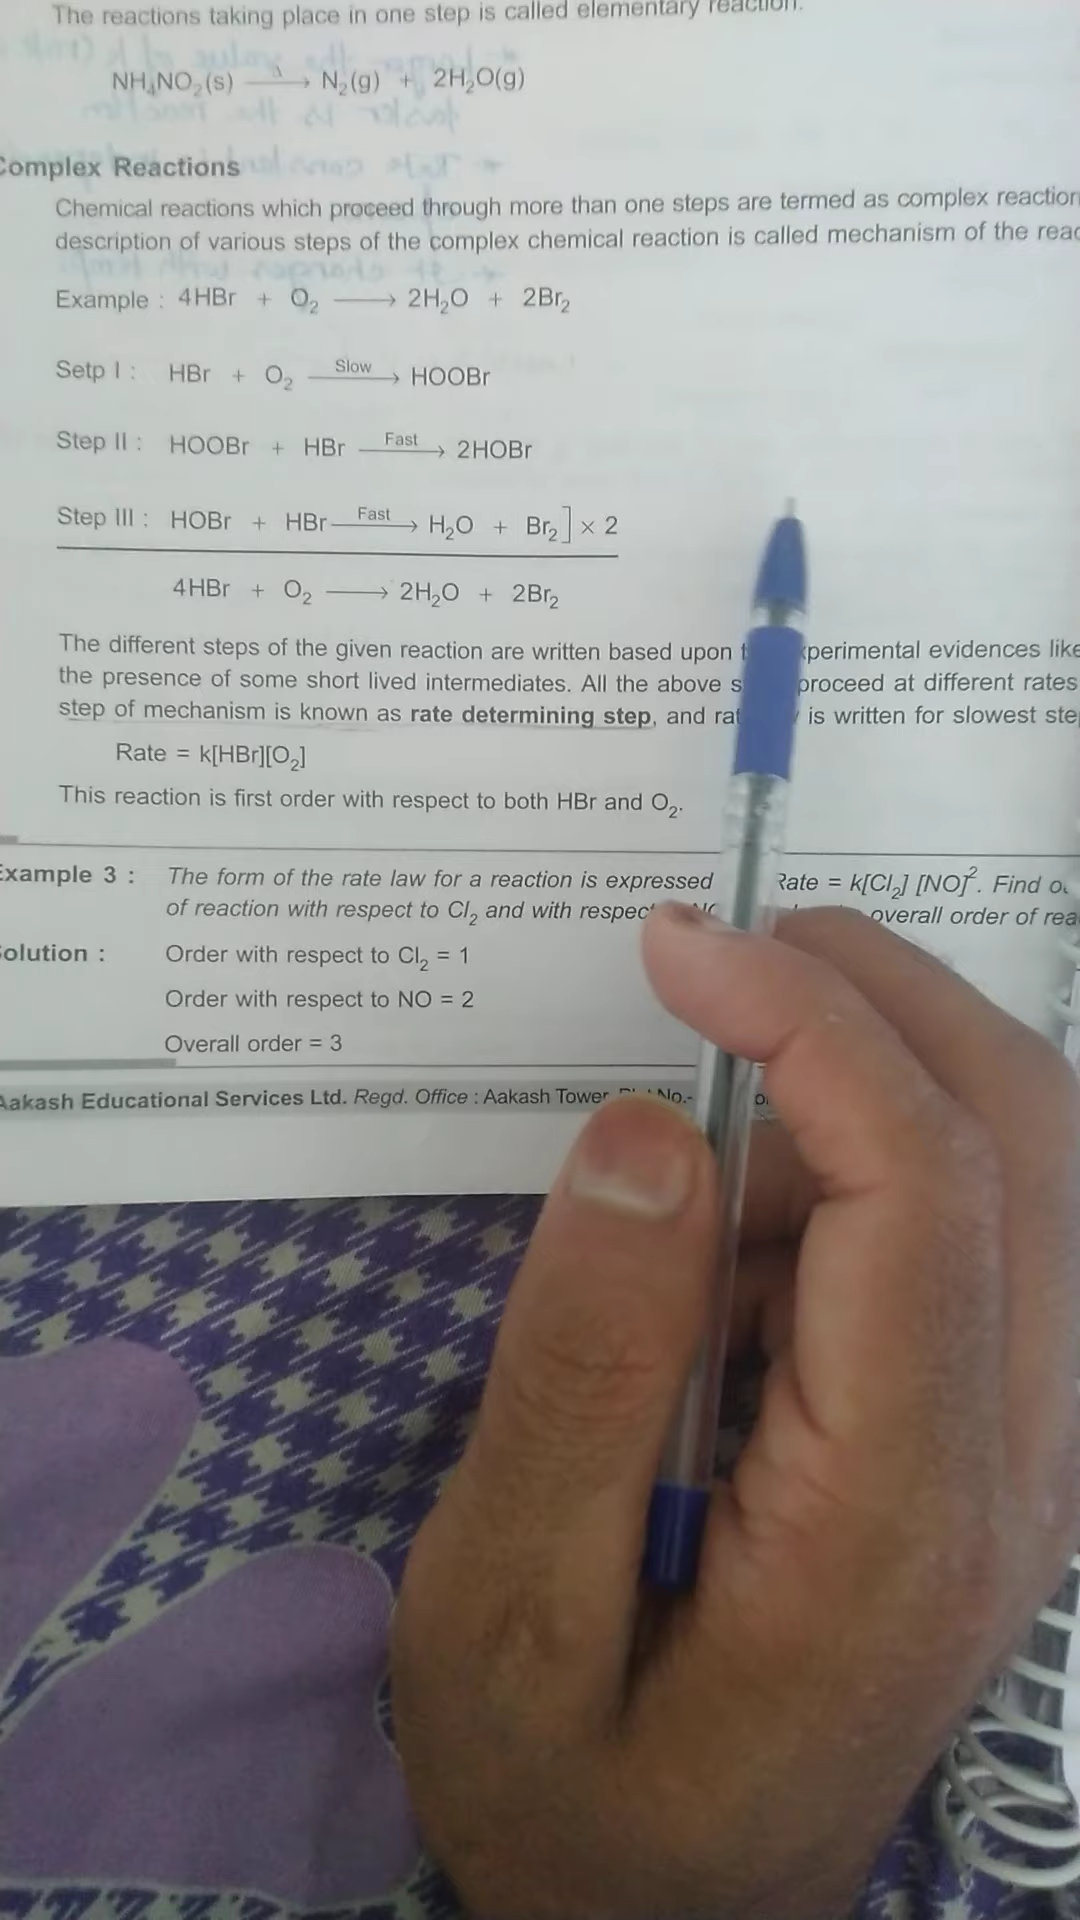 The reactions taking place in one step is called elementary reaction.
NH₄NO₂(s) —Δ→ N₂(g) + 2H₂O(g)
Complex Reactions
Chemical reactions which proceed through more than one steps are termed as complex reaction
description of various steps of the complex chemical reaction is called mechanism of the reac
Example : 4HBr + O₂ → 2H₂O + 2Br₂
Setp I : HBr + O₂ —Slow→ HOOBr
Step II : HOOBr + HBr —Fast→ 2HOBr
Step III : HOBr + HBr —Fast→ H₂O + Br₂] × 2
4HBr + O₂ → 2H₂O + 2Br₂
The different steps of the given reaction are written based upon xperimental evidences like
the presence of some short lived intermediates. All the above s proceed at different rates
step of mechanism is known as rate determining step, and rat is written for slowest ste
Rate = k[HBr][O₂]
This reaction is first order with respect to both HBr and O₂.
Example 3 : The form of the rate law for a reaction is expressed Rate = k[Cl₂] [NO]². Find o
of reaction with respect to Cl₂ and with respec overall order of rea
Solution : Order with respect to Cl₂ = 1
Order with respect to NO = 2
Overall order = 3
Aakash Educational Services Ltd. Regd. Office : Aakash Tower, No.-